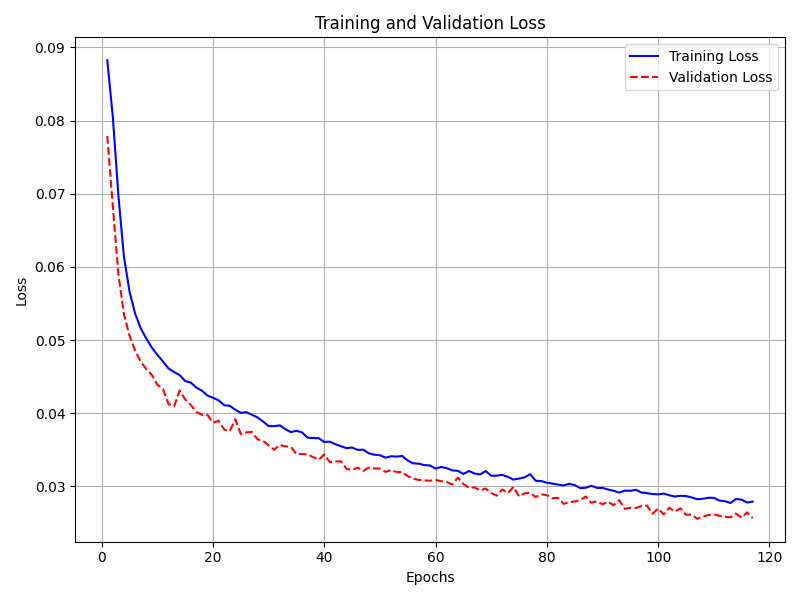 Training and Validation Loss
Training Loss
Validation Loss
Loss
0.09
0.08
0.07
0.06
0.05
0.04
0.03
0 20 40 60 80 100 120
Epochs